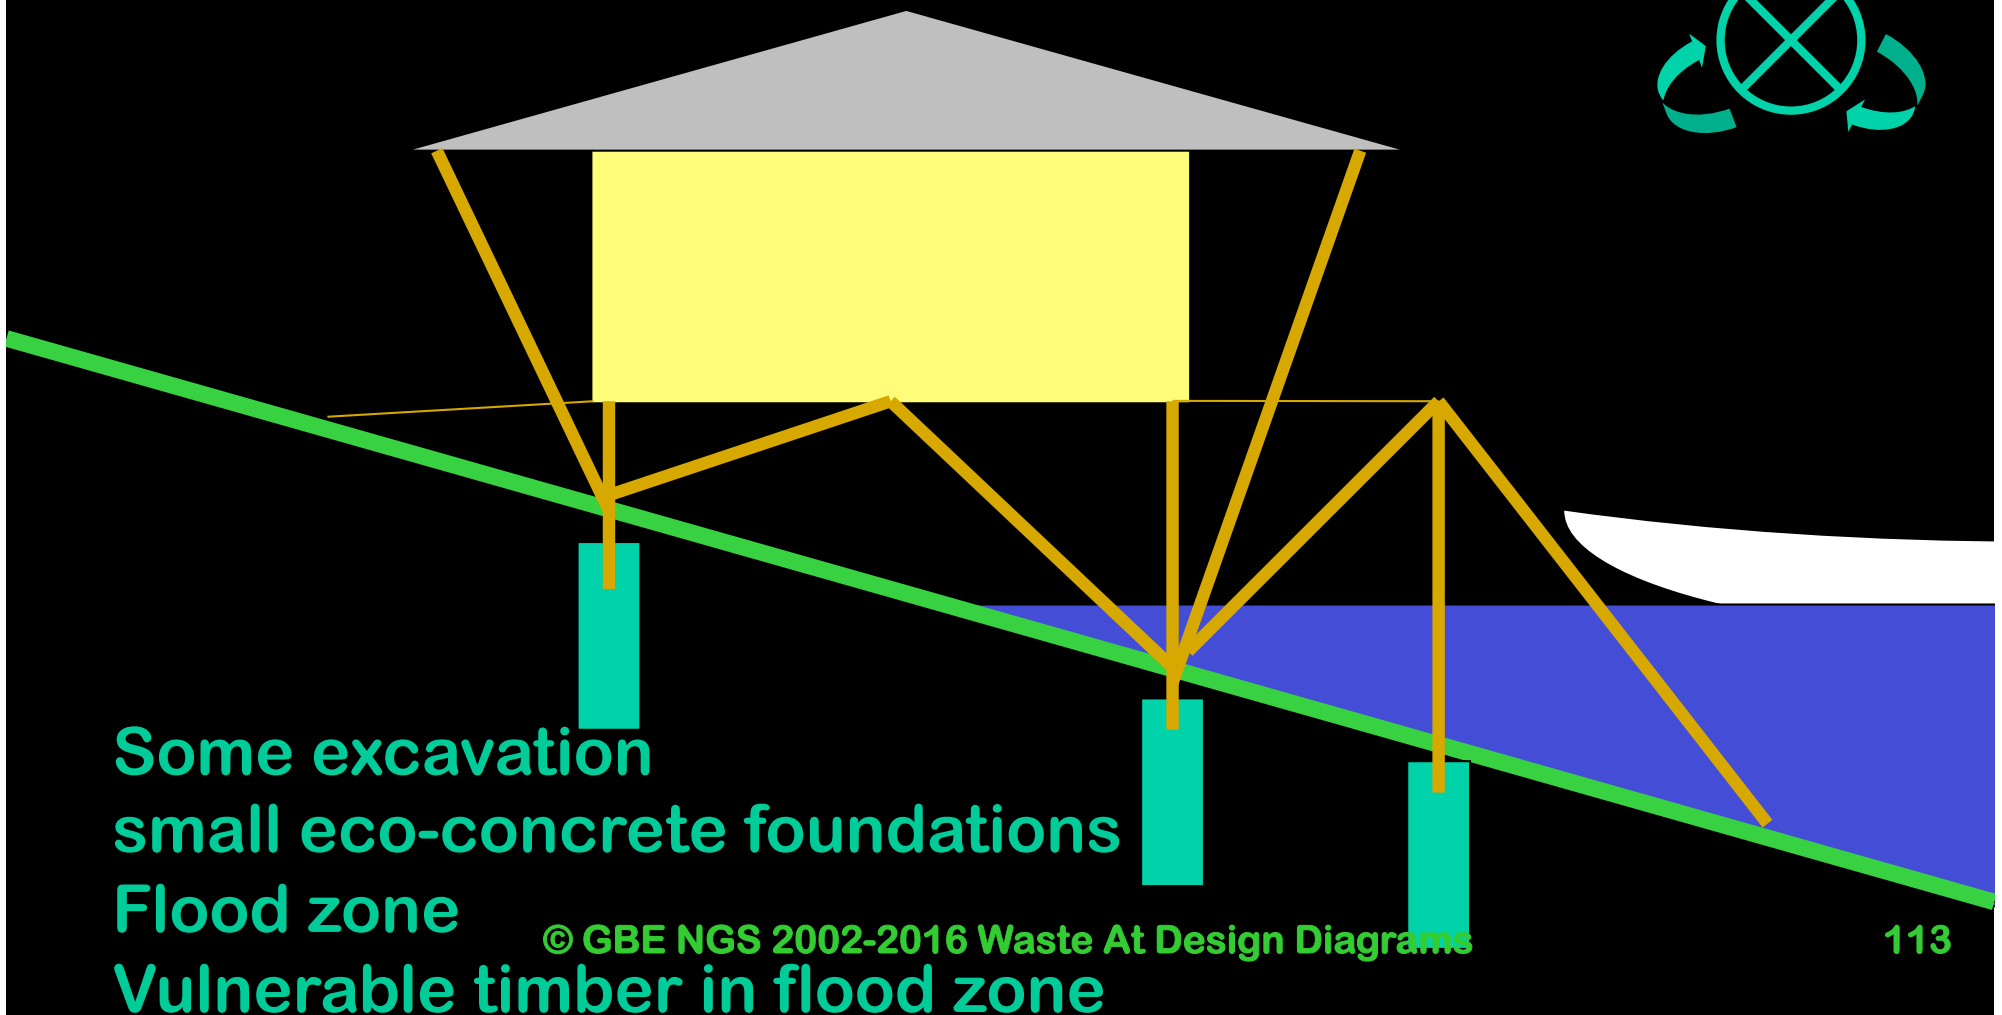 Some excavation
small eco-concrete foundations
Flood zone
© GBE NGS 2002-2016 Waste At Design Diagrams
113
Vulnerable timber in flood zone